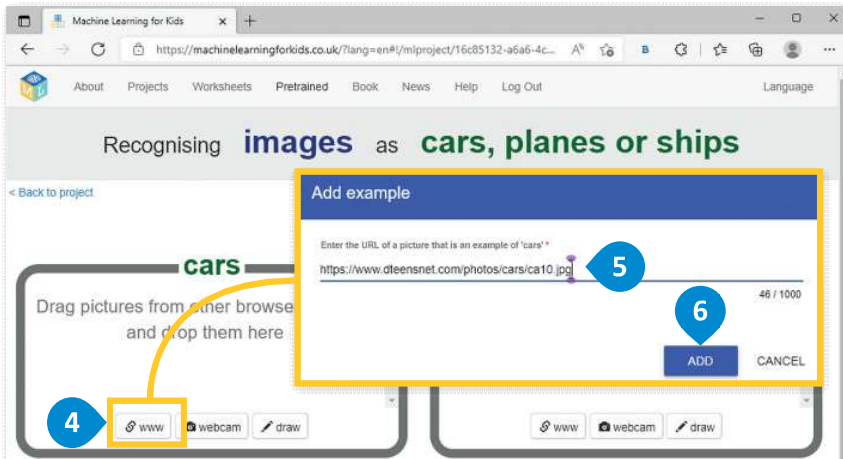 Machine Learning for Kids
https://machinelearningforkids.co.uk/?lang=en#!/mlproject/16c85132-a6a6-4c...
About Projects Worksheets Pretrained Book News Help Log Out Language
Recognising images as cars, planes or ships
< Back to project
Add example
Enter the URL of a picture that is an example of 'cars' *
https://www.dteensnet.com/photos/cars/ca10.jpg
5
46 / 1000
6
ADD CANCEL
cars
Drag pictures from other browse
and drop them here
4
www webcam draw
www webcam draw